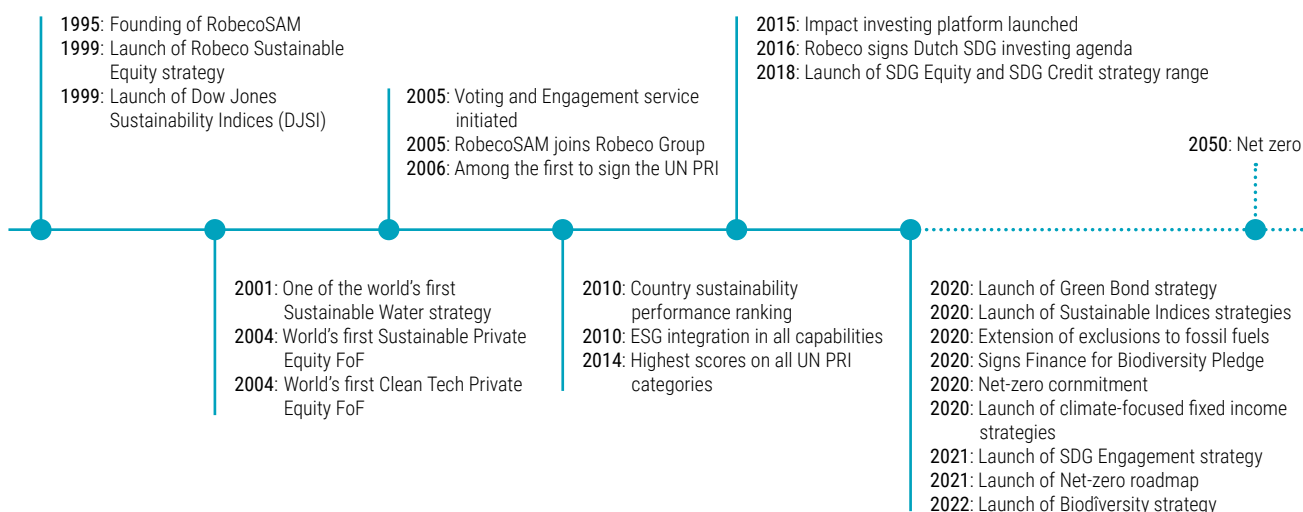 1995: Founding of RobecoSAM
1999: Launch of Robeco Sustainable
Equity strategy
1999: Launch of Dow Jones
Sustainability Indices (DJSI)
2005: Voting and Engagement service
initiated
2005: RobecoSAM joins Robeco Group
2006: Among the first to sign the UN PRI
2015: Impact investing platform launched
2016: Robeco signs Dutch SDG investing agenda
2018: Launch of SDG Equity and SDG Credit strategy range
2050: Net zero
2001: One of the world's first
Sustainable Water strategy
2004: World's first Sustainable Private
Equity FoF
2004: World's first Clean Tech Private
Equity FoF
2010: Country sustainability
performance ranking
2010: ESG integration in all capabilities
2014: Highest scores on all UN PRI
categories
2020: Launch of Green Bond strategy
2020: Launch of Sustainable Indices strategies
2020: Extension of exclusions to fossil fuels
2020: Signs Finance for Biodiversity Pledge
2020: Net-zero cornmitment
2020: Launch of climate-focused fixed income
strategies
2021: Launch of SDG Engagement strategy
2021: Launch of Net-zero roadmap
2022: Launch of Biodîversity strategy